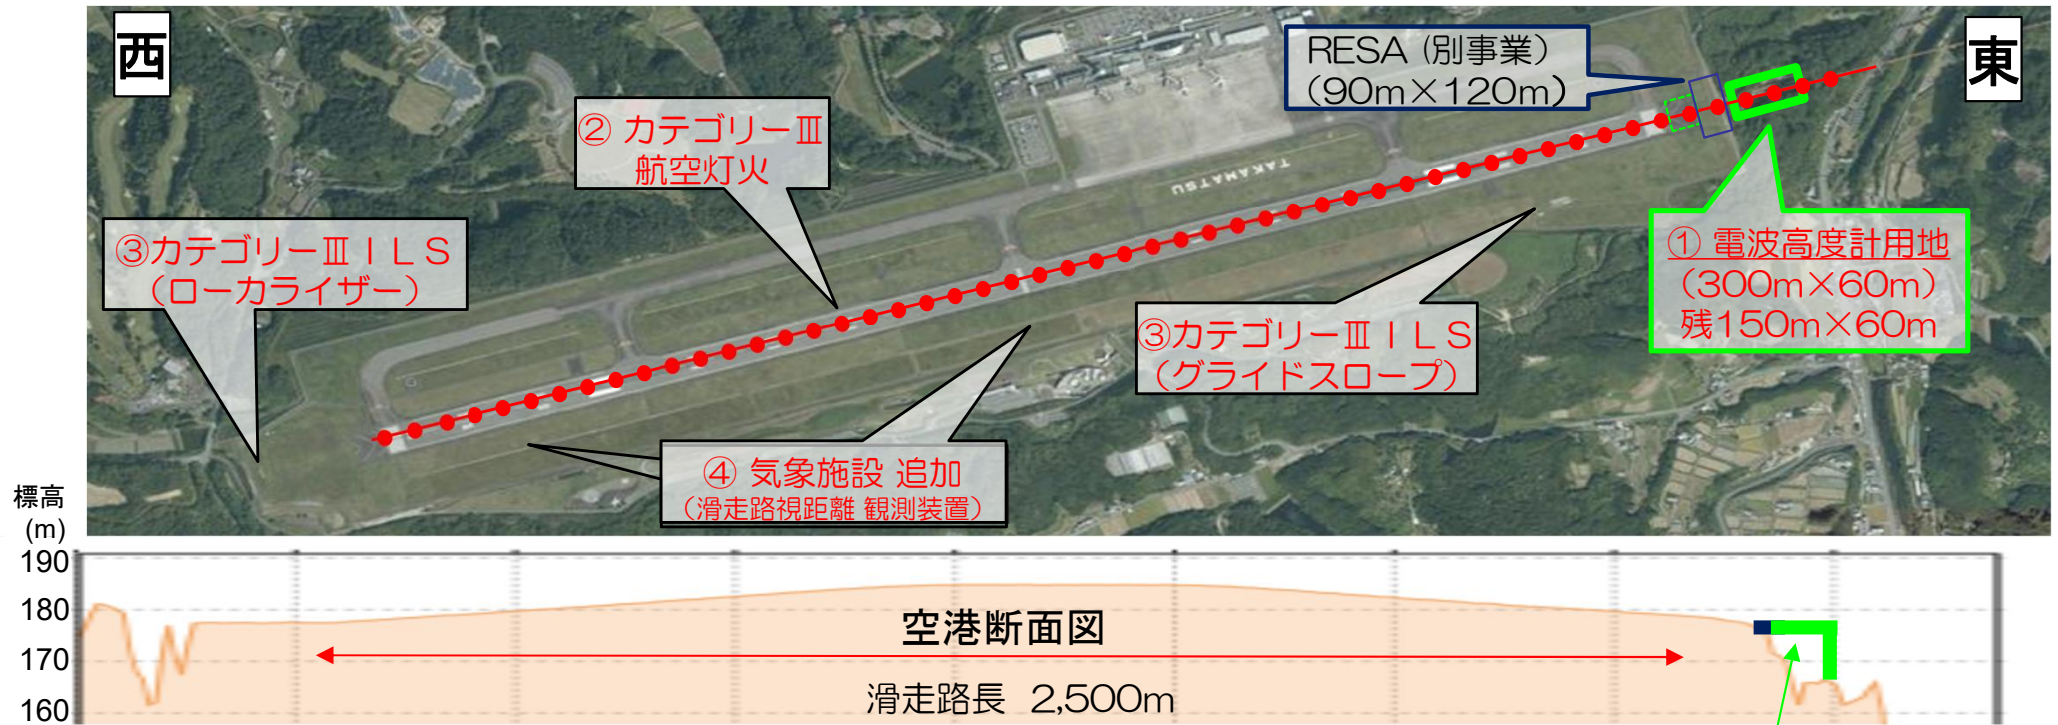 西
東
RESA (別事業)
(90m×120m)
② カテゴリーⅢ
航空灯火
③カテゴリーⅢＩＬＳ
(ローカライザー)
TAKAMATSU
① 電波高度計用地
(300m×60m)
残150m×60m
③カテゴリーⅢＩＬＳ
(グライドスロープ)
④ 気象施設 追加
(滑走路視距離 観測装置)
標高
(m)
190
180
170
160
空港断面図
滑走路長 2,500m